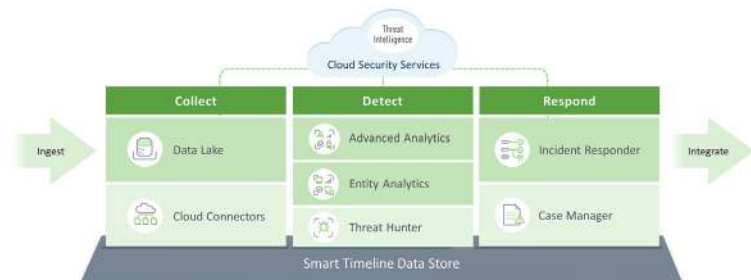 Threat
Intelligence
Cloud Security Services
Collect
Detect
Respond
Ingest
Data Lake
Cloud Connectors
Advanced Analytics
Entity Analytics
Threat Hunter
Incident Responder
Case Manager
Integrate
Smart Timeline Data Store